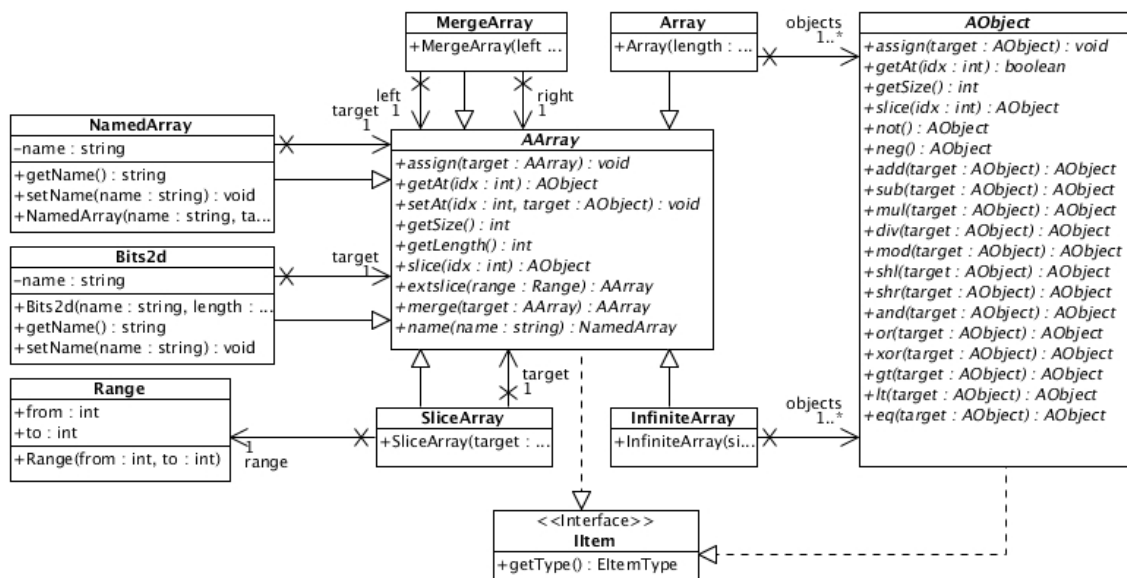 MergeArray
+MergeArray(left ...
left
1
right
1
Array
+Array(length : ...
objects
1..*
AObject
+assign(target : AObject) : void
+getAt(idx : int) : boolean
+getSize() : int
+slice(idx : int) : AObject
+not() : AObject
+neg() : AObject
+add(target : AObject) : AObject
+sub(target : AObject) : AObject
+mul(target : AObject) : AObject
+div(target : AObject) : AObject
+mod(target : AObject) : AObject
+shl(target : AObject) : AObject
+shr(target : AObject) : AObject
+and(target : AObject) : AObject
+or(target : AObject) : AObject
+xor(target : AObject) : AObject
+gt(target : AObject) : AObject
+lt(target : AObject) : AObject
+eq(target : AObject) : AObject
NamedArray
-name : string
+getName() : string
+setName(name : string) : void
+NamedArray(name : string, ta...
target
1
AArray
+assign(target : AArray) : void
+getAt(idx : int) : AObject
+setAt(idx : int, target : AObject) : void
+getSize() : int
+getLength() : int
+slice(idx : int) : AObject
+extslice(range : Range) : AArray
+merge(target : AArray) : AArray
+name(name : string) : NamedArray
Bits2d
-name : string
+Bits2d(name : string, length : ...
+getName() : string
+setName(name : string) : void
target
1
Range
+from : int
+to : int
+Range(from : int, to : int)
1
range
SliceArray
+SliceArray(target : ...
target
1
InfiniteArray
+InfiniteArray(si...
objects
1..*
<<Interface>>
IItem
+getType() : EItemType